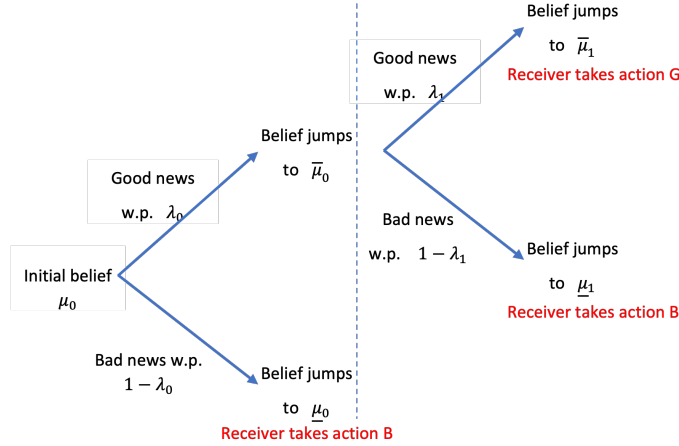 Initial belief
μ₀
Good news
w.p. λ₀
Bad news w.p.
1 − λ₀
Belief jumps
to μ̅₀
Belief jumps
to μ̲₀
Receiver takes action B
Good news
w.p. λ₁
Bad news
w.p. 1 − λ₁
Belief jumps
to μ̅₁
Receiver takes action G
Belief jumps
to μ̲₁
Receiver takes action B